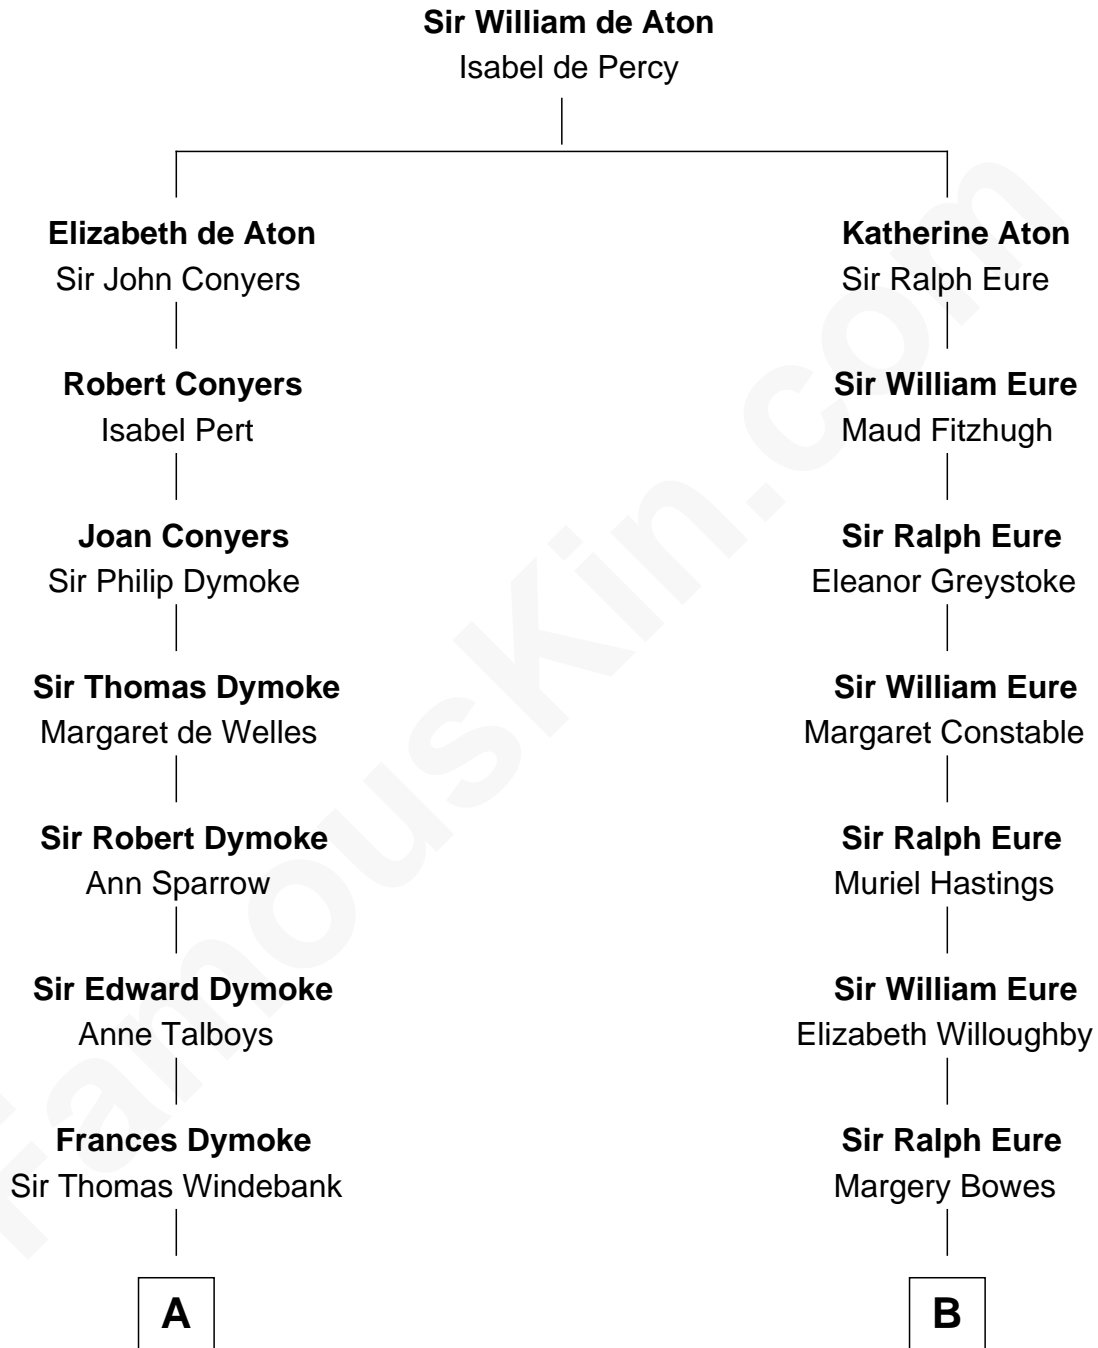 Sir William de Aton
Isabel de Percy
Elizabeth de Aton
Sir John Conyers
Katherine Aton
Sir Ralph Eure
Robert Conyers
Isabel Pert
Sir William Eure
Maud Fitzhugh
Joan Conyers
Sir Philip Dymoke
Sir Ralph Eure
Eleanor Greystoke
Sir Thomas Dymoke
Margaret de Welles
Sir William Eure
Margaret Constable
Sir Robert Dymoke
Ann Sparrow
Sir Ralph Eure
Muriel Hastings
Sir Edward Dymoke
Anne Talboys
Sir William Eure
Elizabeth Willoughby
Frances Dymoke
Sir Thomas Windebank
Sir Ralph Eure
Margery Bowes
A
B
FamousKin.com